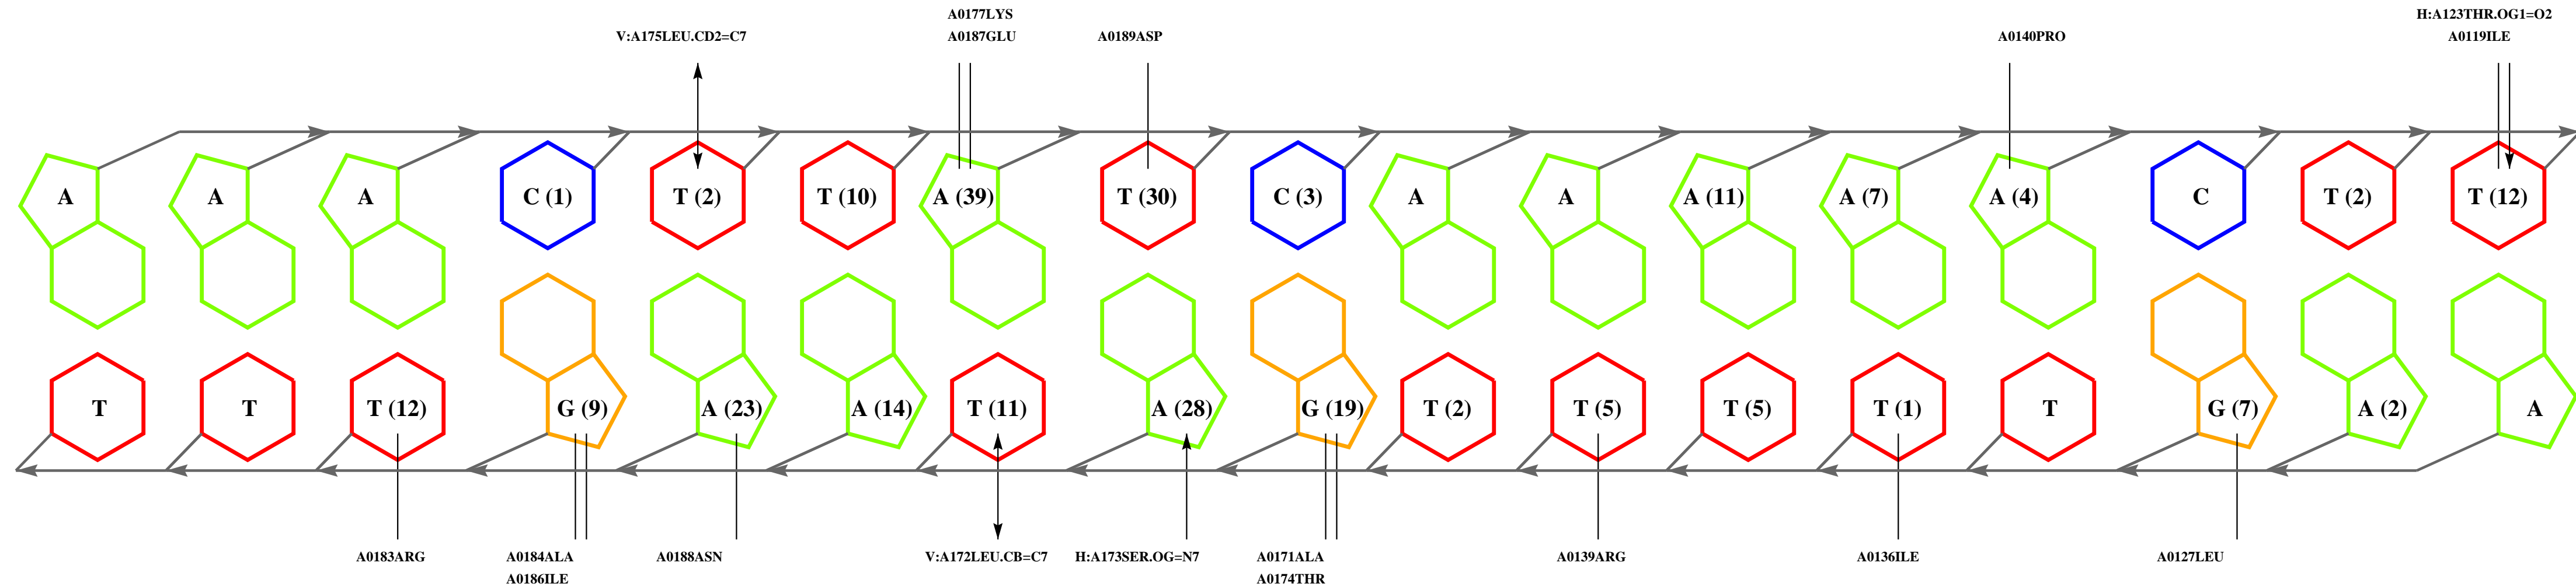 H:A123THR.OG1=O2
A0177LYS
V:A175LEU.CD2=C7 A0187GLU A0189ASP A0140PRO A0119ILE
A A A C (1) T (2) T (10) A (39) T (30) C (3) A A A (11) A (7) A (4) C T (2) T (12)
T T T (12) G (9) A (23) A (14) T (11) A (28) G (19) T (2) T (5) T (5) T (1) T G (7) A (2) A
A0183ARG A0184ALA A0188ASN V:A172LEU.CB=C7 H:A173SER.OG=N7 A0171ALA A0139ARG A0136ILE A0127LEU
A0186ILE A0174THR